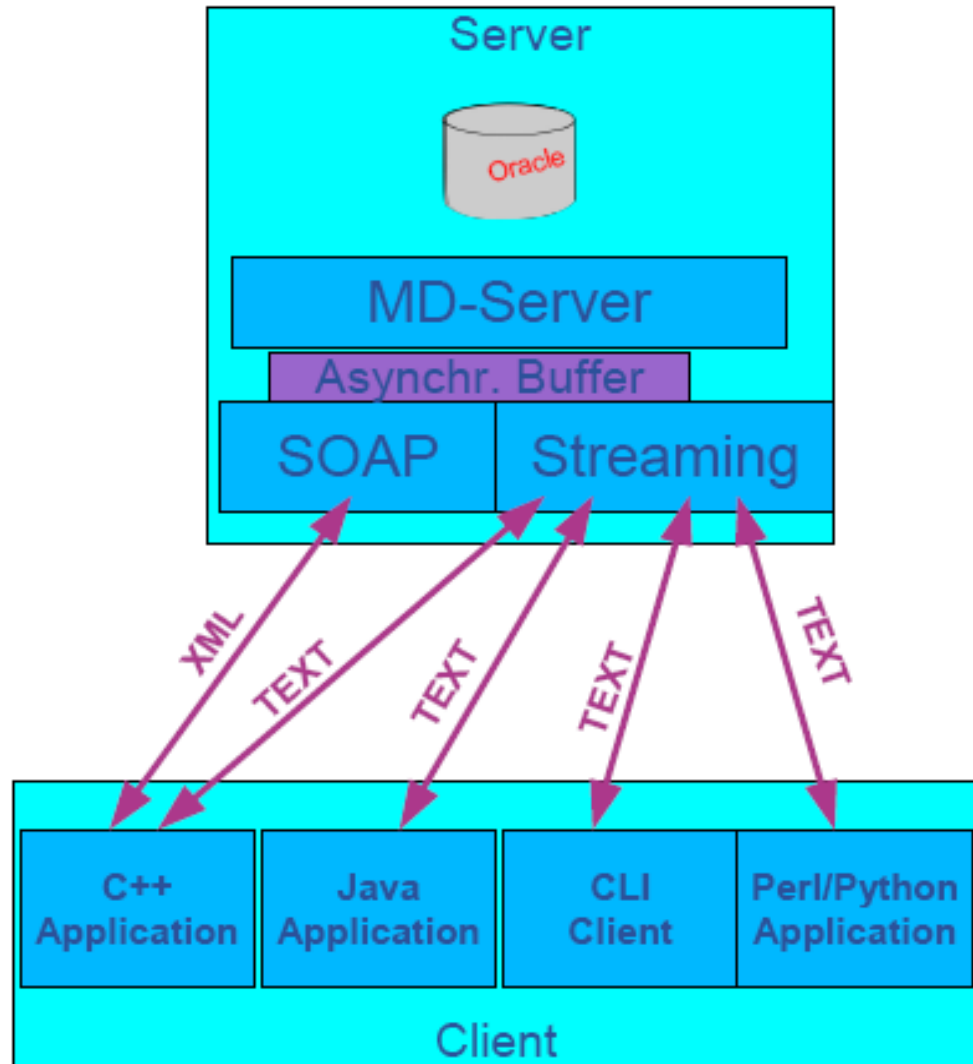 Server
Oracle
MD-Server
Asynchr. Buffer
SOAP
Streaming
XML
TEXT
TEXT
TEXT
TEXT
C++
Application
Java
Application
CLI
Client
Perl/Python
Application
Client